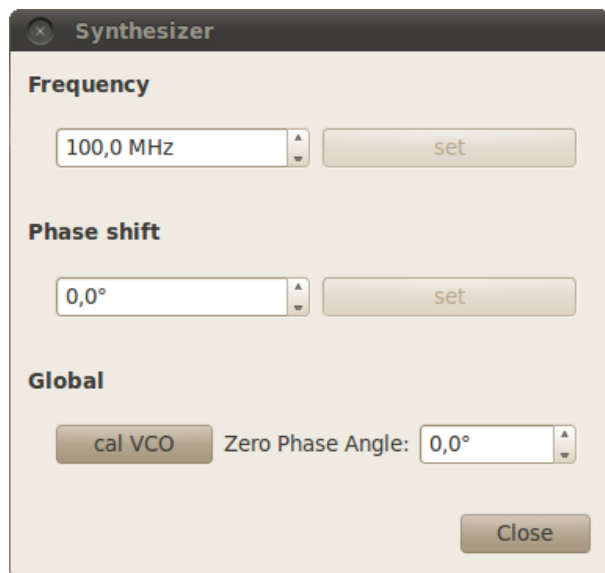 Synthesizer
Frequency
100,0 MHz set
Phase shift
0,0° set
Global
cal VCO Zero Phase Angle: 0,0°
Close